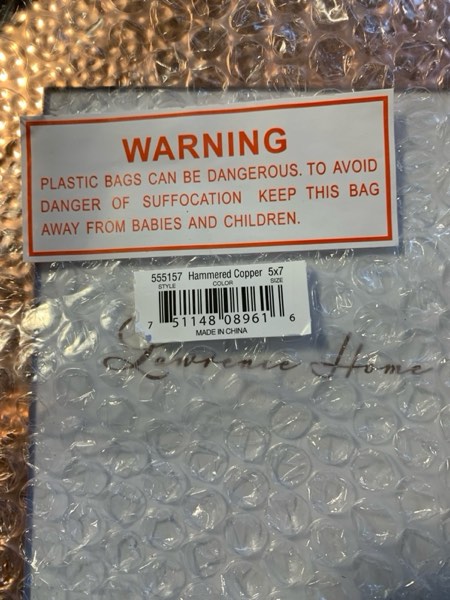 WARNING
PLASTIC BAGS CAN BE DANGEROUS. TO AVOID
DANGER OF SUFFOCATION KEEP THIS BAG
AWAY FROM BABIES AND CHILDREN.
555157 Hammered Copper 5x7
STYLE COLOR SIZE
7 51148 08961 6
MADE IN CHINA
Lawrence Home